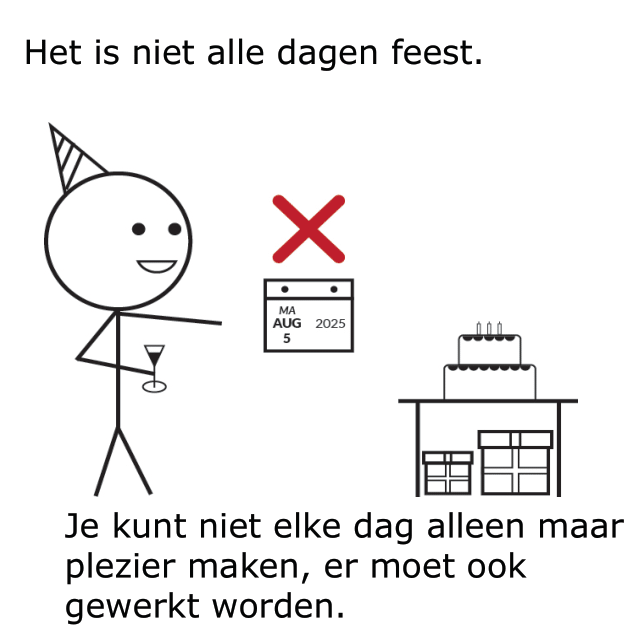 Het is niet alle dagen feest.
MA
AUG 2025
5
Je kunt niet elke dag alleen maar
plezier maken, er moet ook
gewerkt worden.